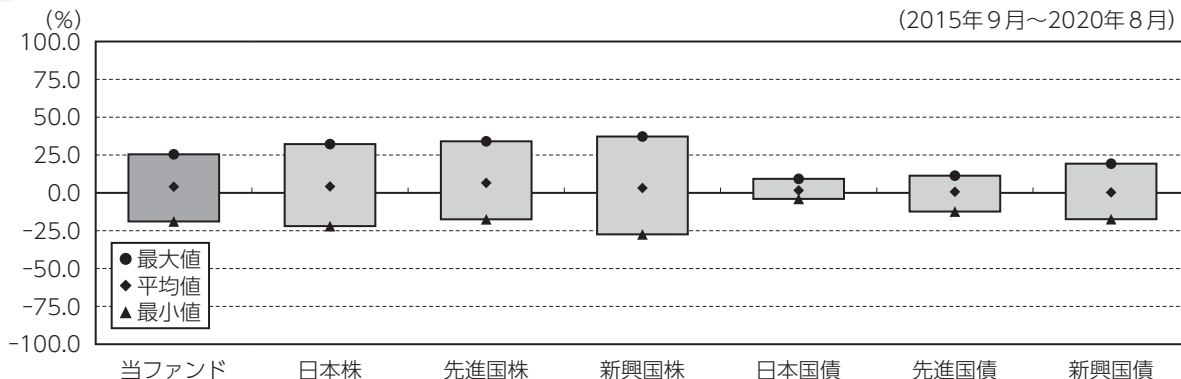 (%)
(2015年9月〜2020年8月)
100.0
75.0
50.0
25.0
0.0
-25.0
-50.0
-75.0
-100.0
●最大値
◆平均値
▲最小値
当ファンド 日本株 先進国株 新興国株 日本国債 先進国債 新興国債